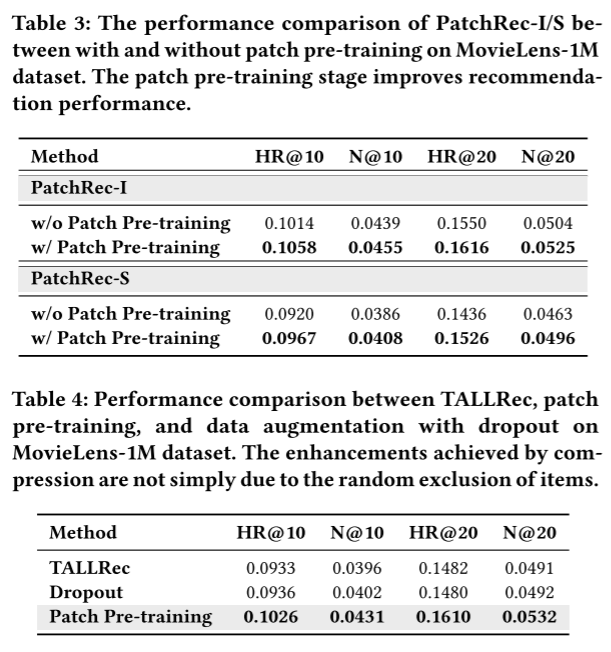 Table 3: The performance comparison of PatchRec-I/S be-
tween with and without patch pre-training on MovieLens-1M
dataset. The patch pre-training stage improves recommenda-
tion performance.
Method HR@10 N@10 HR@20 N@20
PatchRec-I
w/o Patch Pre-training 0.1014 0.0439 0.1550 0.0504
w/ Patch Pre-training 0.1058 0.0455 0.1616 0.0525
PatchRec-S
w/o Patch Pre-training 0.0920 0.0386 0.1436 0.0463
w/ Patch Pre-training 0.0967 0.0408 0.1526 0.0496
Table 4: Performance comparison between TALLRec, patch
pre-training, and data augmentation with dropout on
MovieLens-1M dataset. The enhancements achieved by com-
pression are not simply due to the random exclusion of items.
Method HR@10 N@10 HR@20 N@20
TALLRec 0.0933 0.0396 0.1482 0.0491
Dropout 0.0936 0.0402 0.1480 0.0492
Patch Pre-training 0.1026 0.0431 0.1610 0.0532